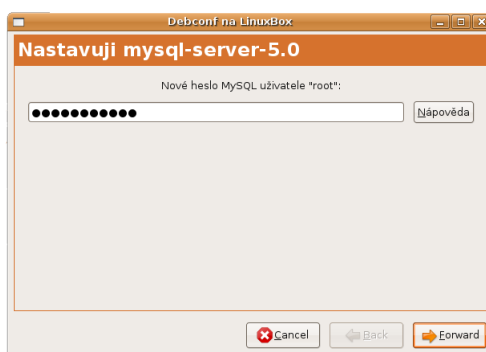 Debconf na LinuxBox
Nastavuji mysql-server-5.0
Nové heslo MySQL uživatele "root":
Nápověda
Cancel
Back
Forward